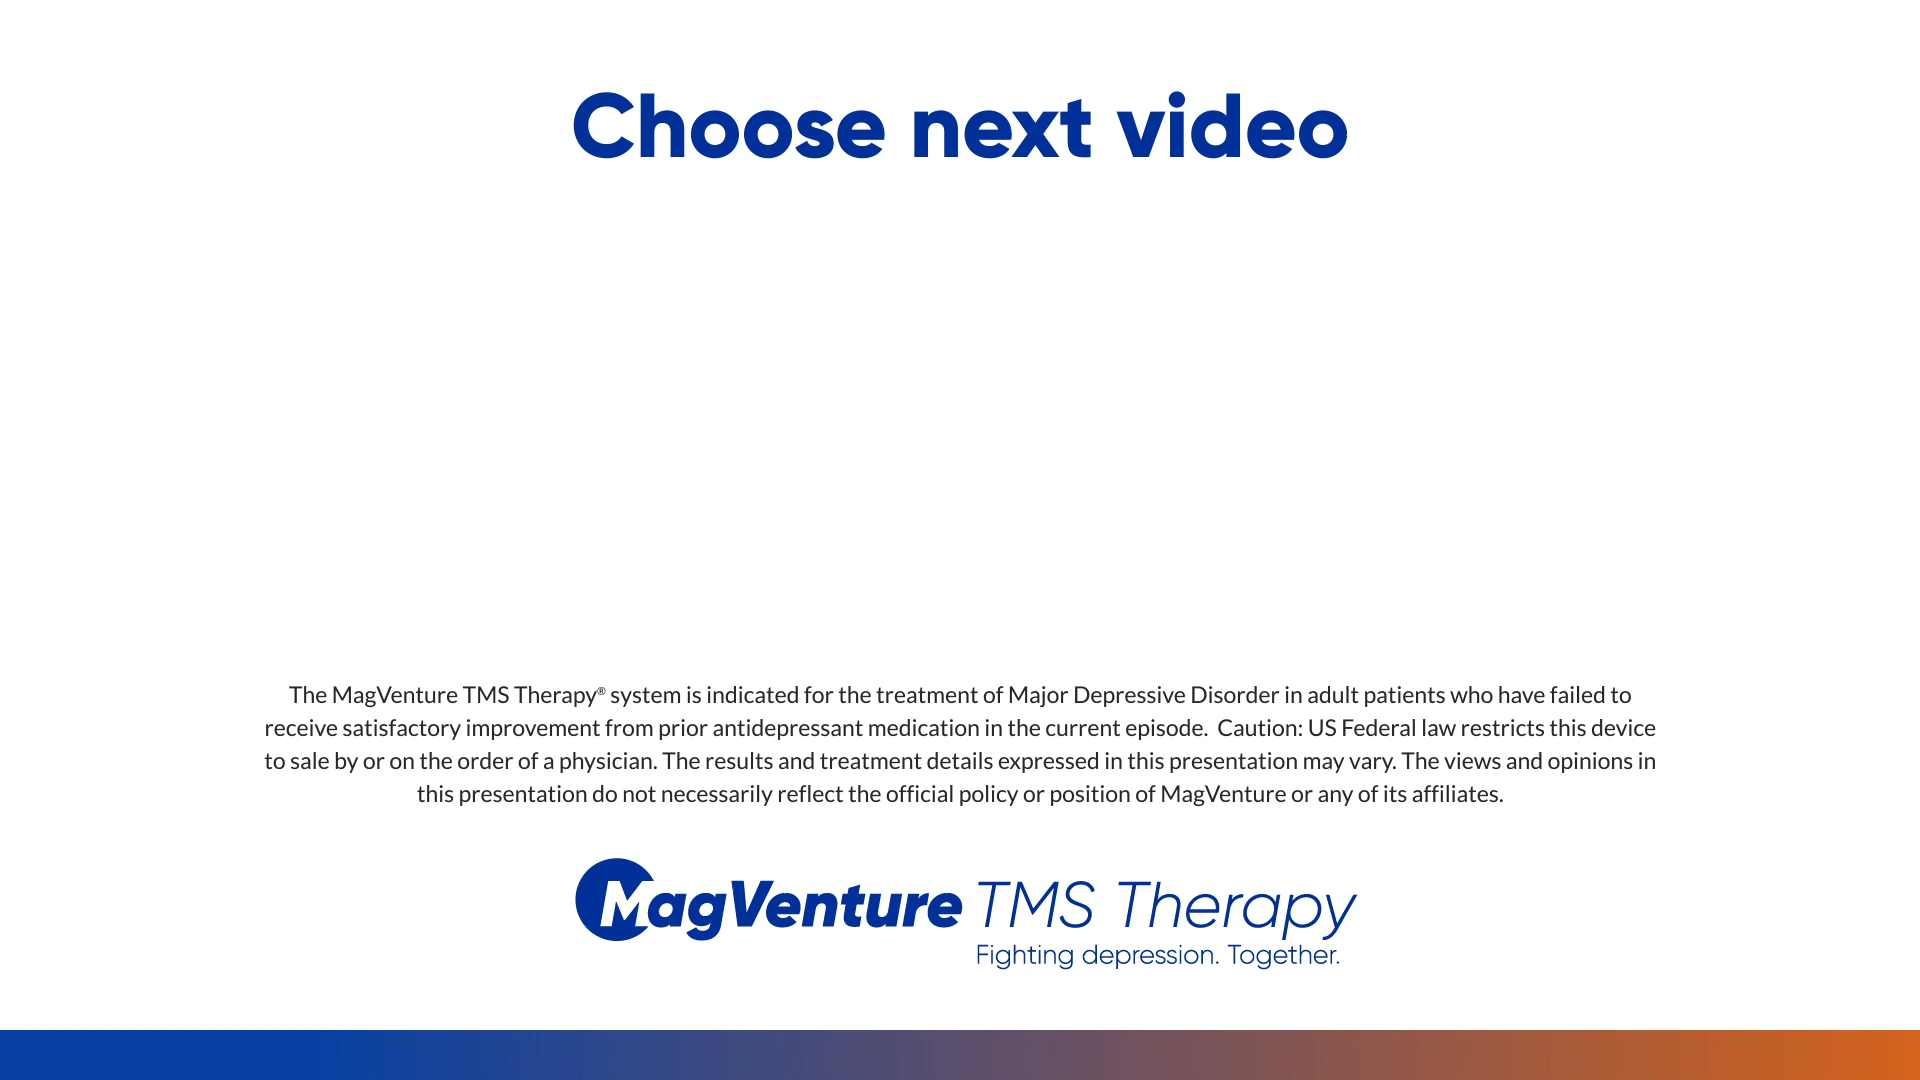 Choose next video
The MagVenture TMS Therapy® system is indicated for the treatment of Major Depressive Disorder in adult patients who have failed to
receive satisfactory improvement from prior antidepressant medication in the current episode.  Caution: US Federal law restricts this device
to sale by or on the order of a physician. The results and treatment details expressed in this presentation may vary. The views and opinions in
this presentation do not necessarily reflect the official policy or position of MagVenture or any of its affiliates.
MagVenture TMS Therapy
Fighting depression. Together.